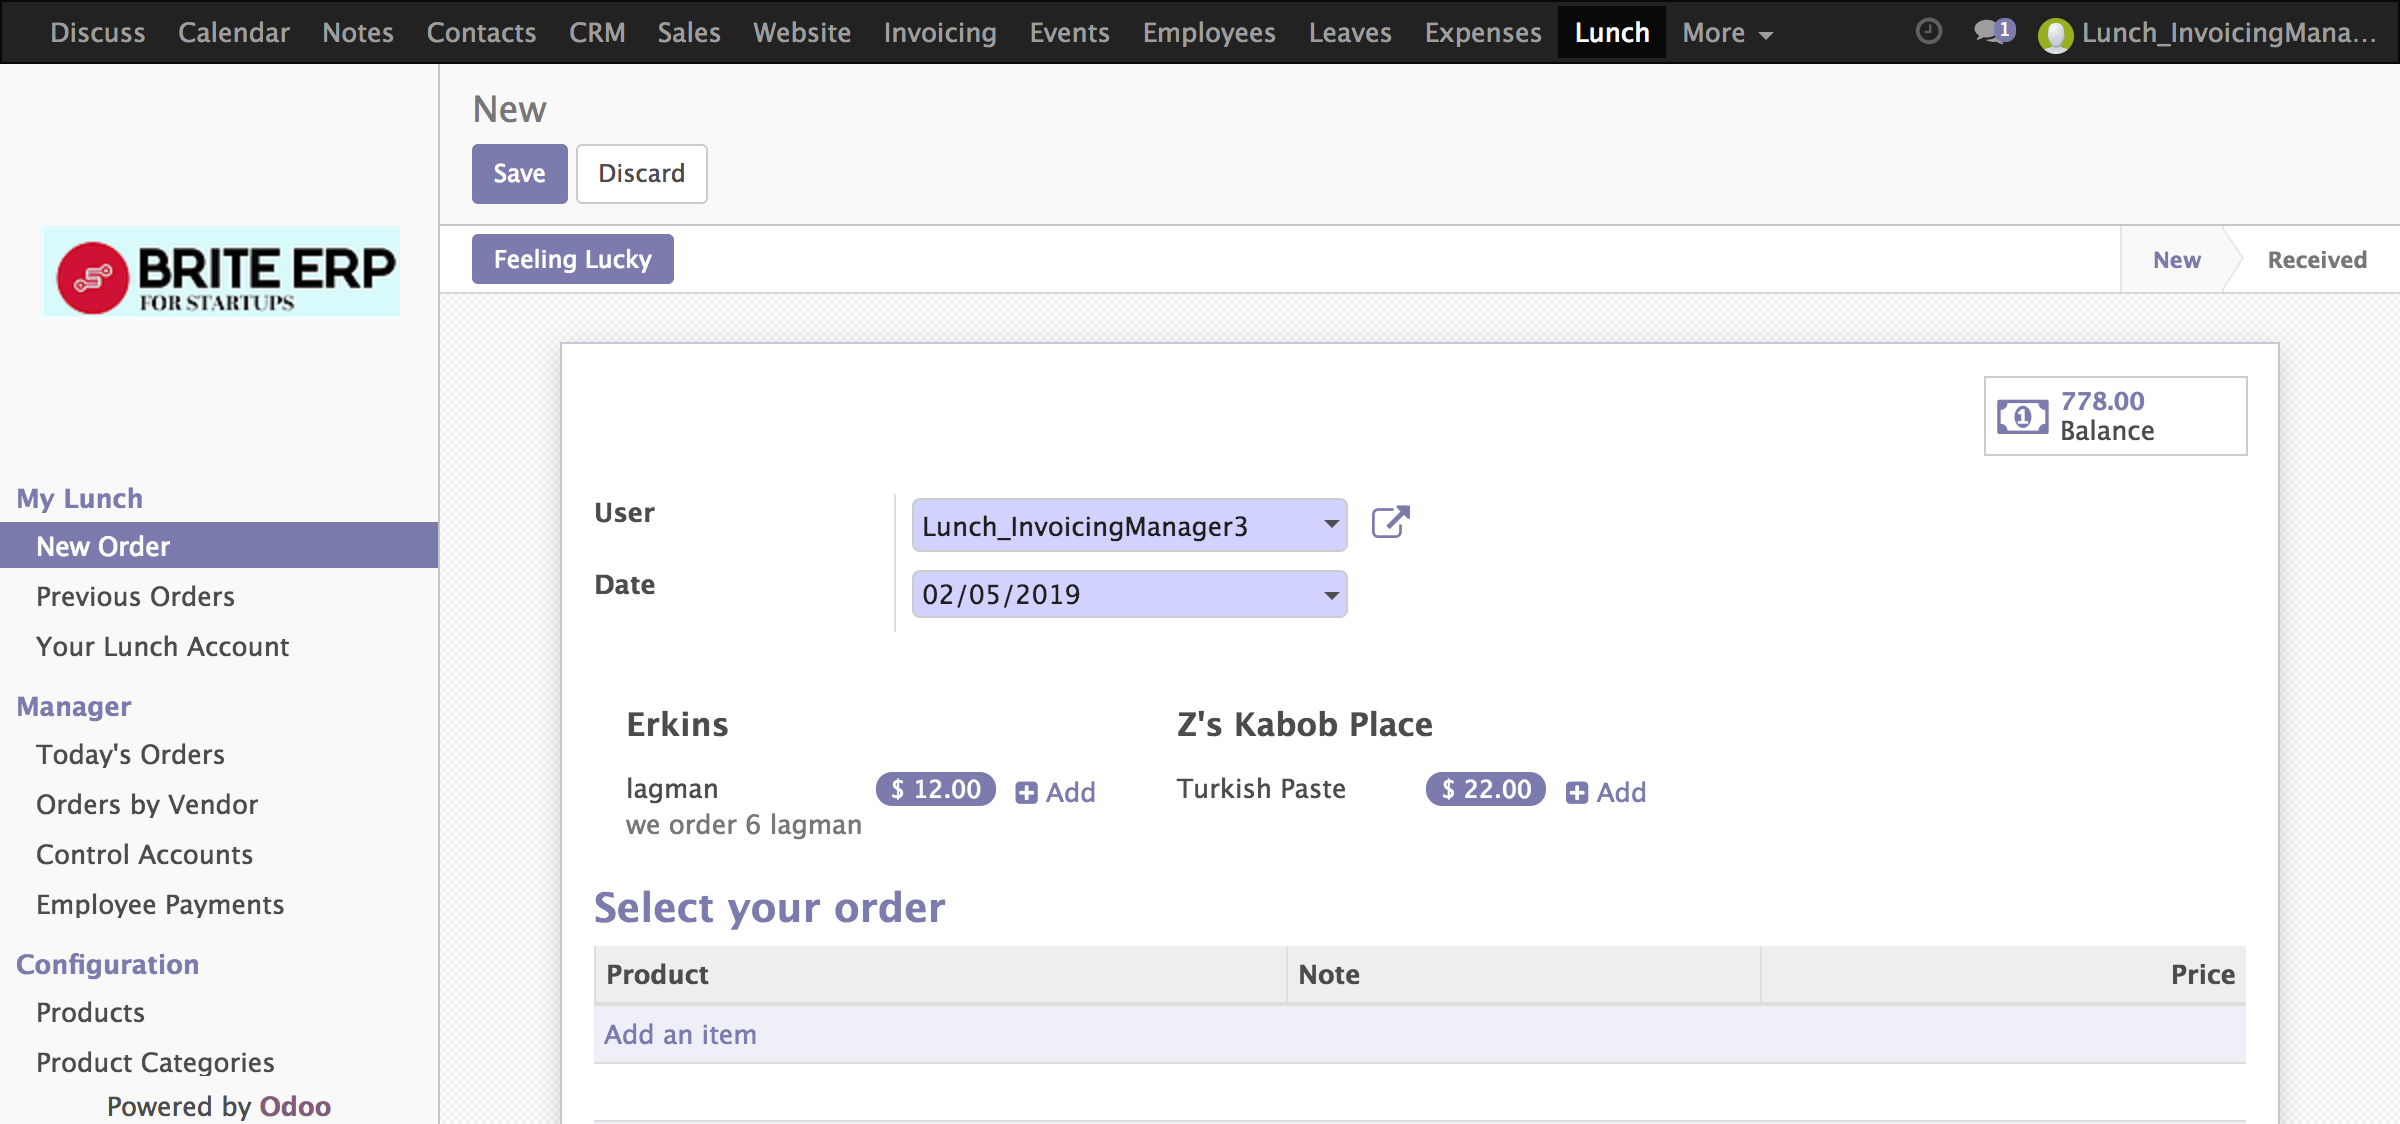 Discuss Calendar Notes Contacts CRM Sales Website Invoicing Events Employees Leaves Expenses Lunch More 1 Lunch_InvoicingMana...
BRITE ERP
FOR STARTUPS
My Lunch
New Order
Previous Orders
Your Lunch Account
Manager
Today's Orders
Orders by Vendor
Control Accounts
Employee Payments
Configuration
Products
Product Categories
Powered by Odoo
New
Save Discard
Feeling Lucky New Received
1 778.00
Balance
User Lunch_InvoicingManager3
Date 02/05/2019
Erkins Z's Kabob Place
lagman $ 12.00 Add Turkish Paste $ 22.00 Add
we order 6 lagman
Select your order
Product Note Price
Add an item